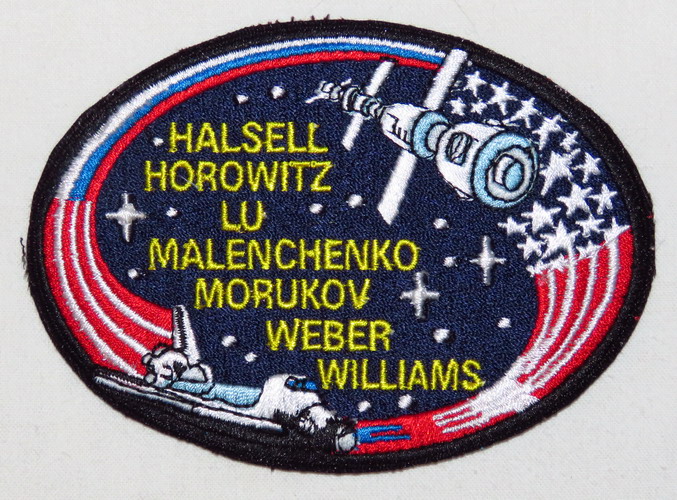 HALSELL
HOROWITZ
LU
MALENCHENKO
MORUKOV
WEBER
WILLIAMS